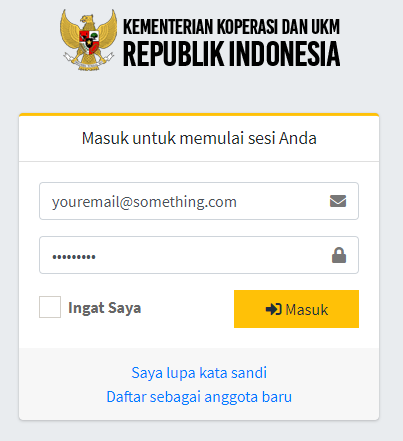 KEMENTERIAN KOPERASI DAN UKM
REPUBLIK INDONESIA
Masuk untuk memulai sesi Anda
youremail@something.com
•••••••••
Ingat Saya
Masuk
Saya lupa kata sandi
Daftar sebagai anggota baru